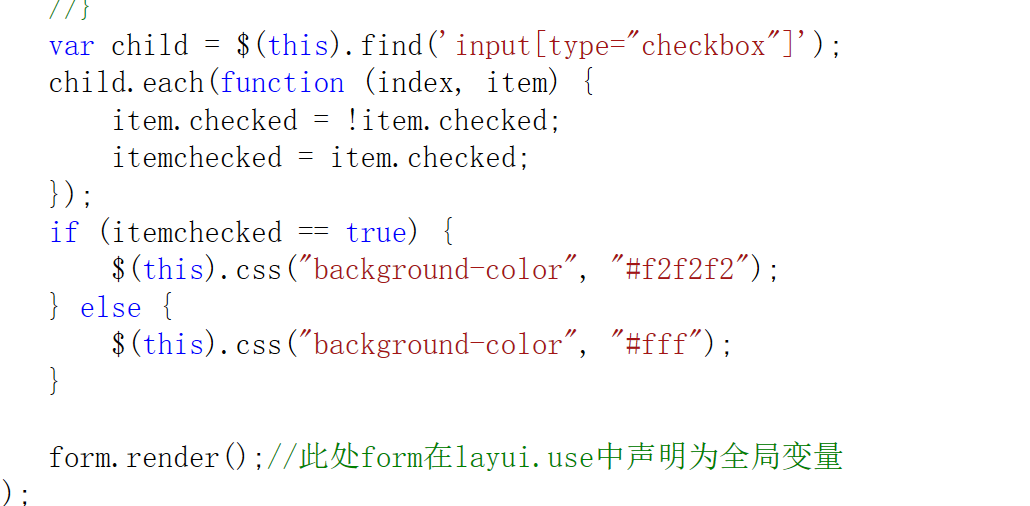 //}
var child = $(this).find('input[type="checkbox"]');
child.each(function (index, item) {
item.checked = !item.checked;
itemchecked = item.checked;
});
if (itemchecked == true) {
$(this).css("background-color", "#f2f2f2");
} else {
$(this).css("background-color", "#fff");
}
form.render();//此处form在layui.use中声明为全局变量
);